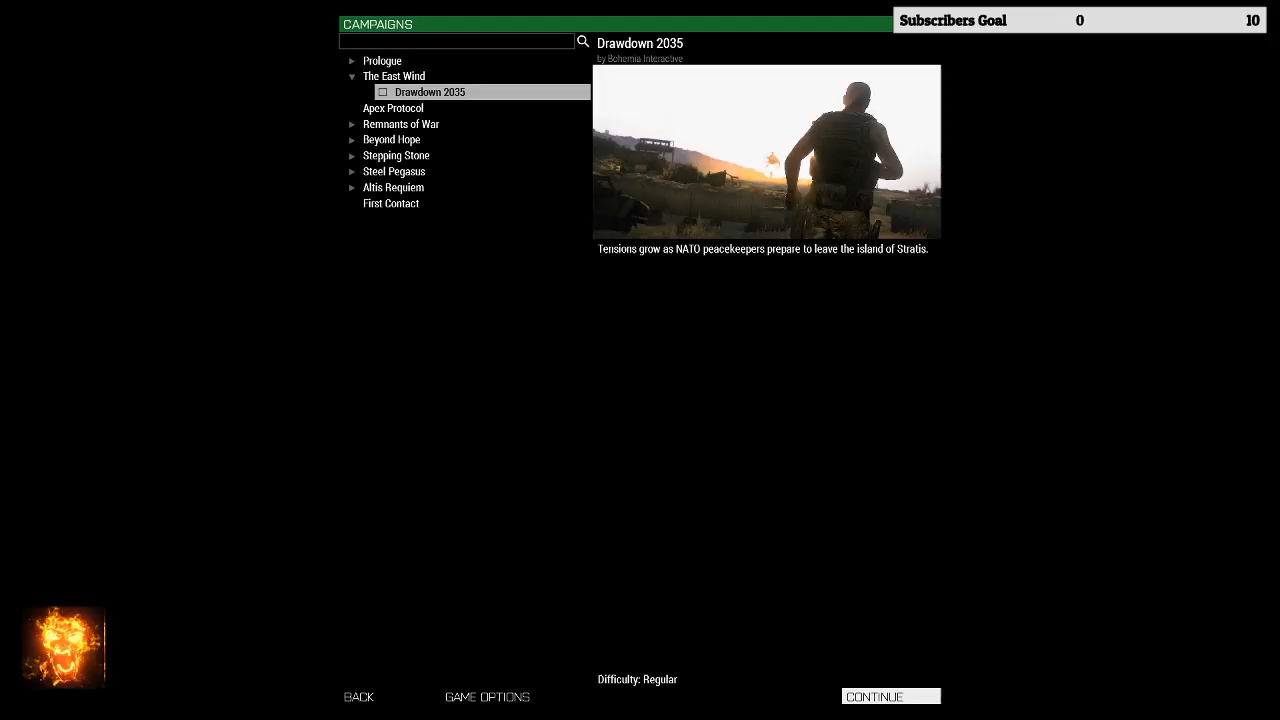 CAMPAIGNS
Subscribers Goal 0 10
Drawdown 2035
by Bohemia Interactive
Prologue
The East Wind
Drawdown 2035
Apex Protocol
Remnants of War
Beyond Hope
Stepping Stone
Steel Pegasus
Altis Requiem
First Contact
Tensions grow as NATO peacekeepers prepare to leave the island of Stratis.
Difficulty: Regular
BACK
GAME OPTIONS
CONTINUE